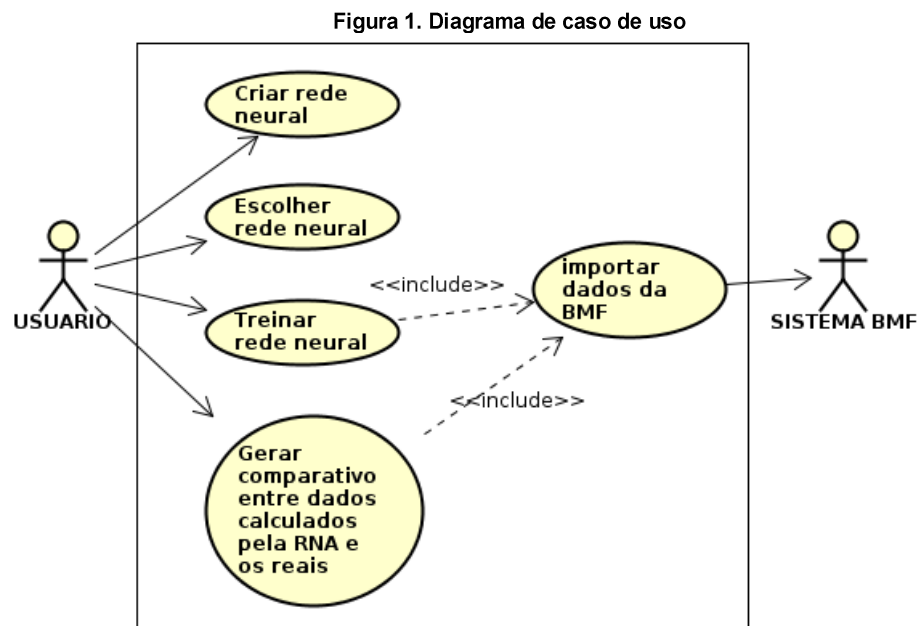 Figura 1. Diagrama de caso de uso
Criar rede
neural
Escolher
rede neural
<<include>>
importar
dados da
BMF
USUARIO
Treinar
rede neural
SISTEMA BMF
<<include>>
Gerar
comparativo
entre dados
calculados
pela RNA e
os reais